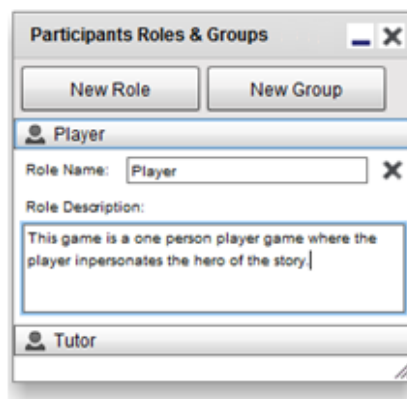 Participants Roles & Groups
New Role New Group
Player
Role Name: Player
Role Description:
This game is a one person player game where the
player inpersonates the hero of the story.
Tutor